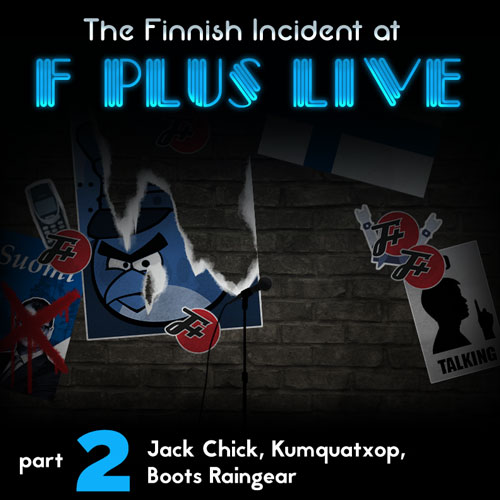 The Finnish Incident at
F PLUS LIVE
F+
F+
Suomi
F+
F+
F+
TALKING
part 2
Jack Chick, Kumquatxop,
Boots Raingear